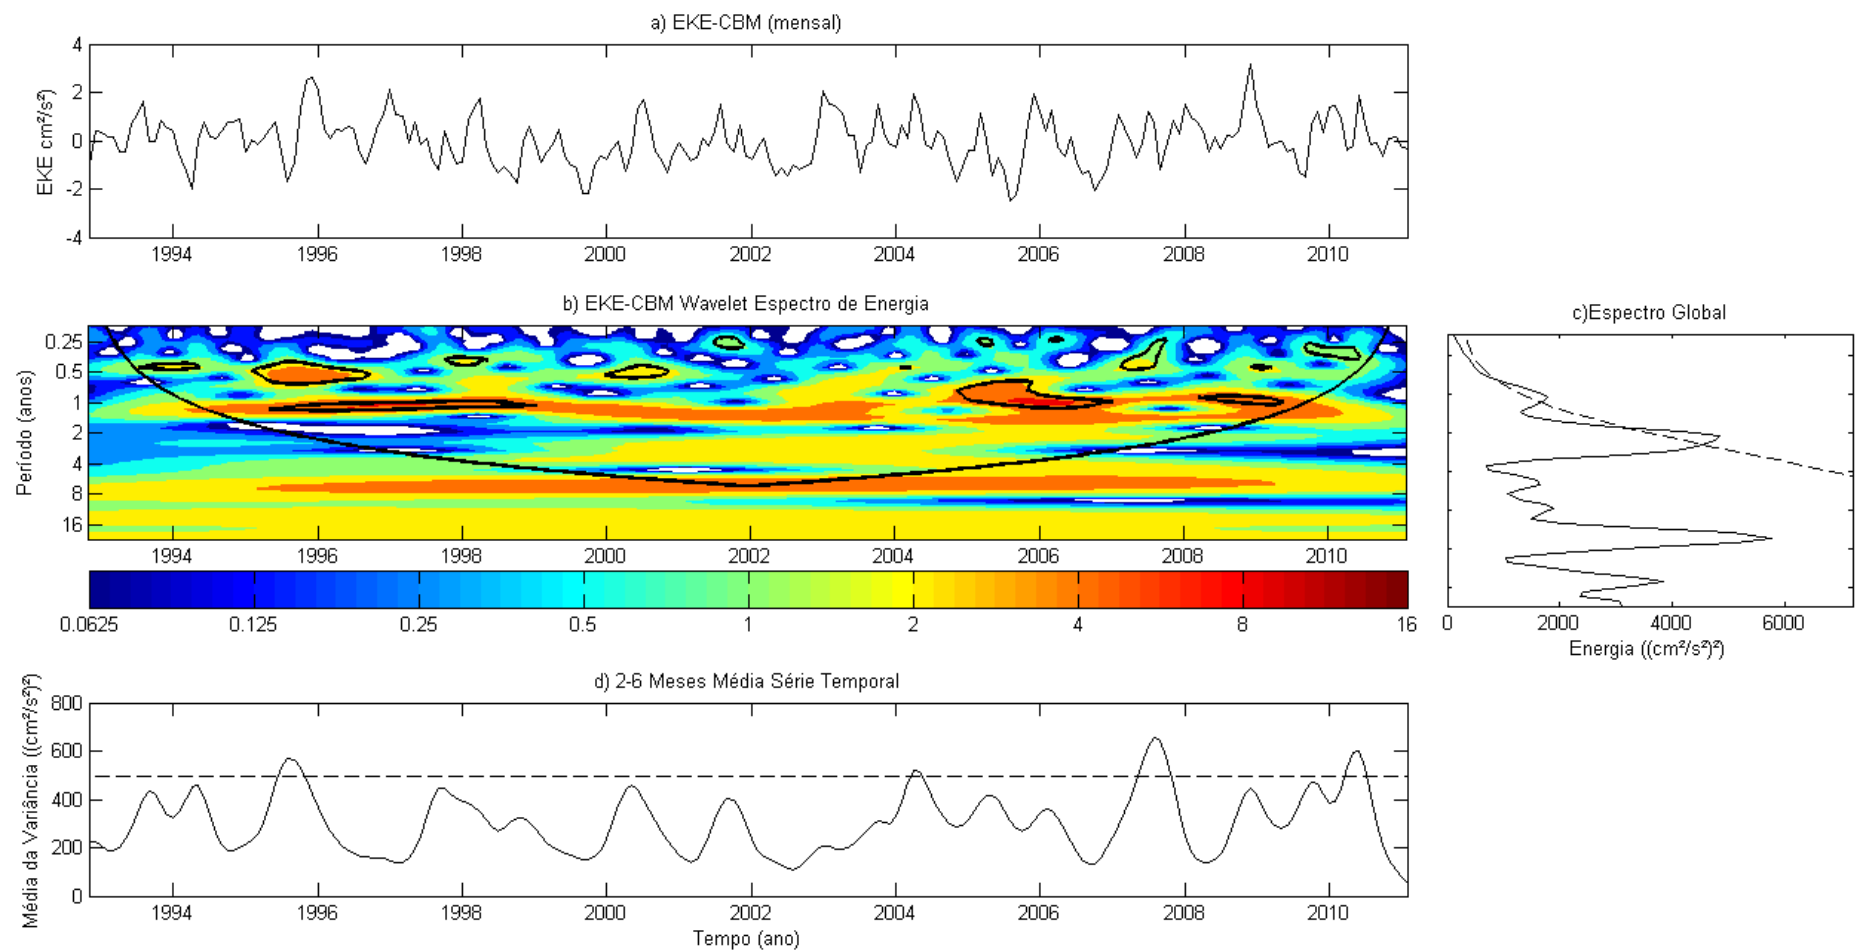 a) EKE-CBM (mensal)
EKE cm²/s²
4
2
0
-2
-4
1994 1996 1998 2000 2002 2004 2006 2008 2010
b) EKE-CBM Wavelet Espectro de Energia
Período (anos)
0.25
0.5
1
2
4
8
16
1994 1996 1998 2000 2002 2004 2006 2008 2010
0.0625 0.125 0.25 0.5 1 2 4 8 16
c)Espectro Global
0 2000 4000 6000
Energia ((cm²/s²)²)
d) 2-6 Meses Média Série Temporal
Média da Variância ((cm²/s²)²)
800
600
400
200
0
1994 1996 1998 2000 2002 2004 2006 2008 2010
Tempo (ano)